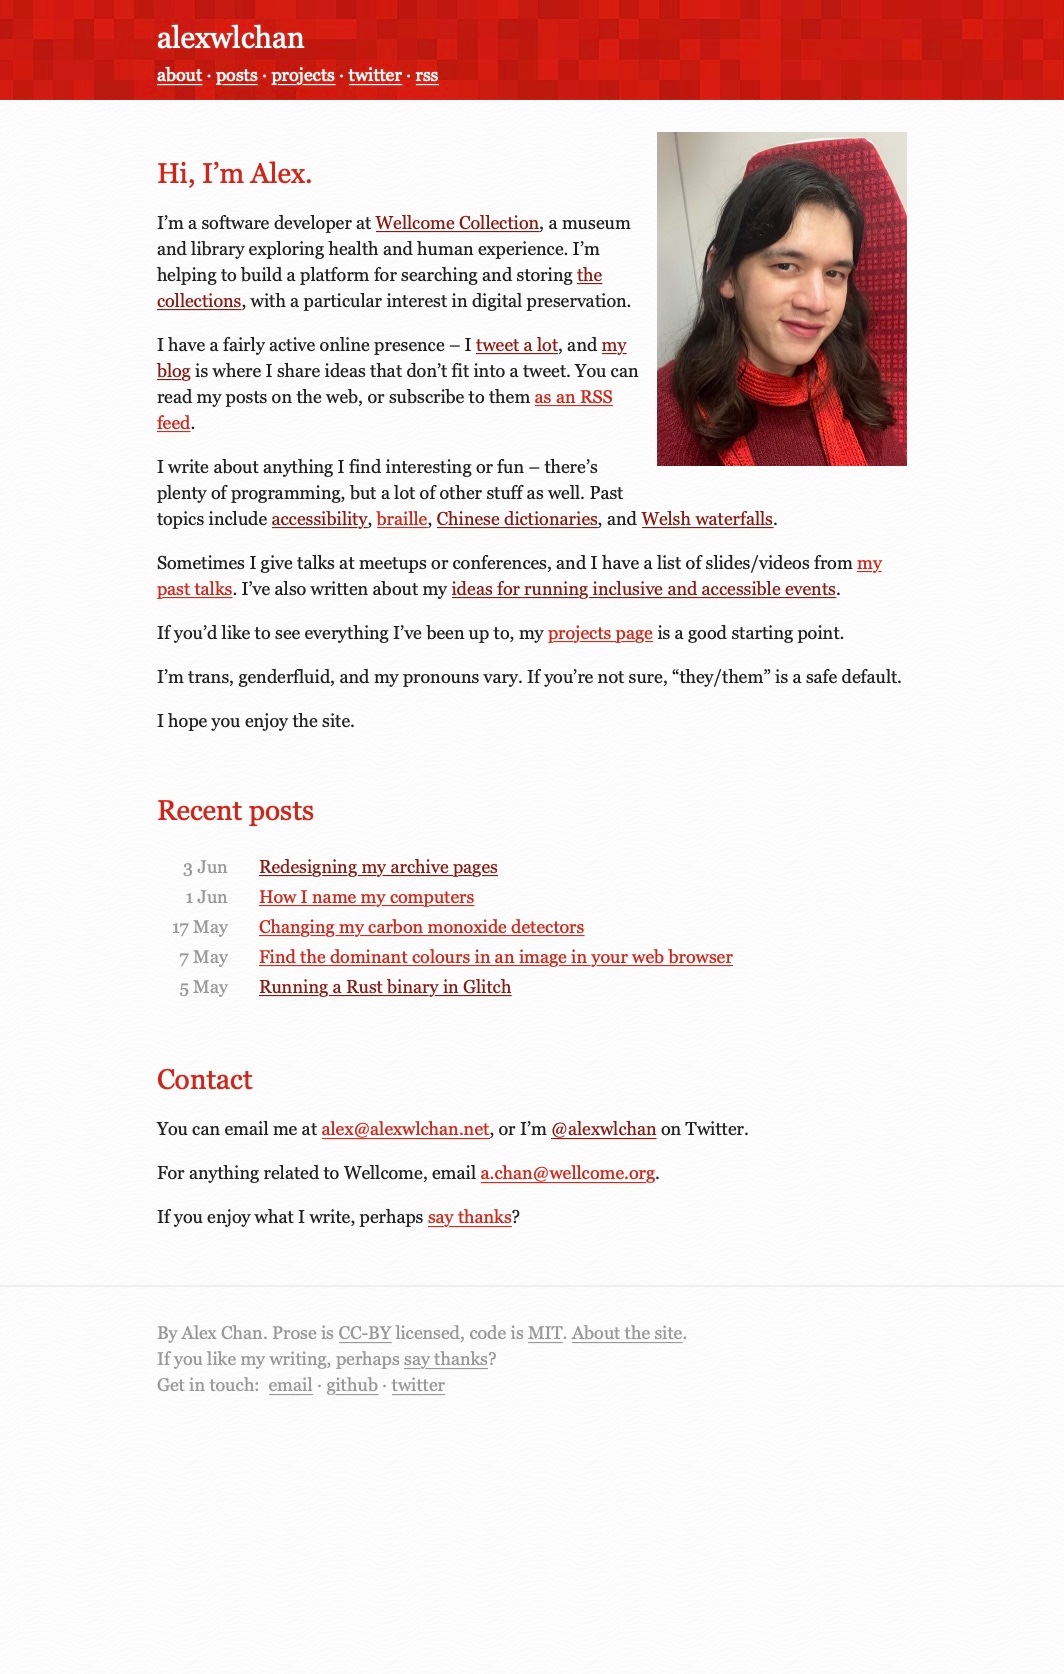 alexwlchan
about · posts · projects · twitter · rss
Hi, I’m Alex.
I’m a software developer at Wellcome Collection, a museum
and library exploring health and human experience. I’m
helping to build a platform for searching and storing the
collections, with a particular interest in digital preservation.
I have a fairly active online presence – I tweet a lot, and my
blog is where I share ideas that don’t fit into a tweet. You can
read my posts on the web, or subscribe to them as an RSS
feed.
I write about anything I find interesting or fun – there’s
plenty of programming, but a lot of other stuff as well. Past
topics include accessibility, braille, Chinese dictionaries, and Welsh waterfalls.
Sometimes I give talks at meetups or conferences, and I have a list of slides/videos from my
past talks. I’ve also written about my ideas for running inclusive and accessible events.
If you’d like to see everything I’ve been up to, my projects page is a good starting point.
I’m trans, genderfluid, and my pronouns vary. If you’re not sure, “they/them” is a safe default.
I hope you enjoy the site.
Recent posts
3 Jun Redesigning my archive pages
1 Jun How I name my computers
17 May Changing my carbon monoxide detectors
7 May Find the dominant colours in an image in your web browser
5 May Running a Rust binary in Glitch
Contact
You can email me at alex@alexwlchan.net, or I’m @alexwlchan on Twitter.
For anything related to Wellcome, email a.chan@wellcome.org.
If you enjoy what I write, perhaps say thanks?
By Alex Chan. Prose is CC-BY licensed, code is MIT. About the site.
If you like my writing, perhaps say thanks?
Get in touch: email · github · twitter